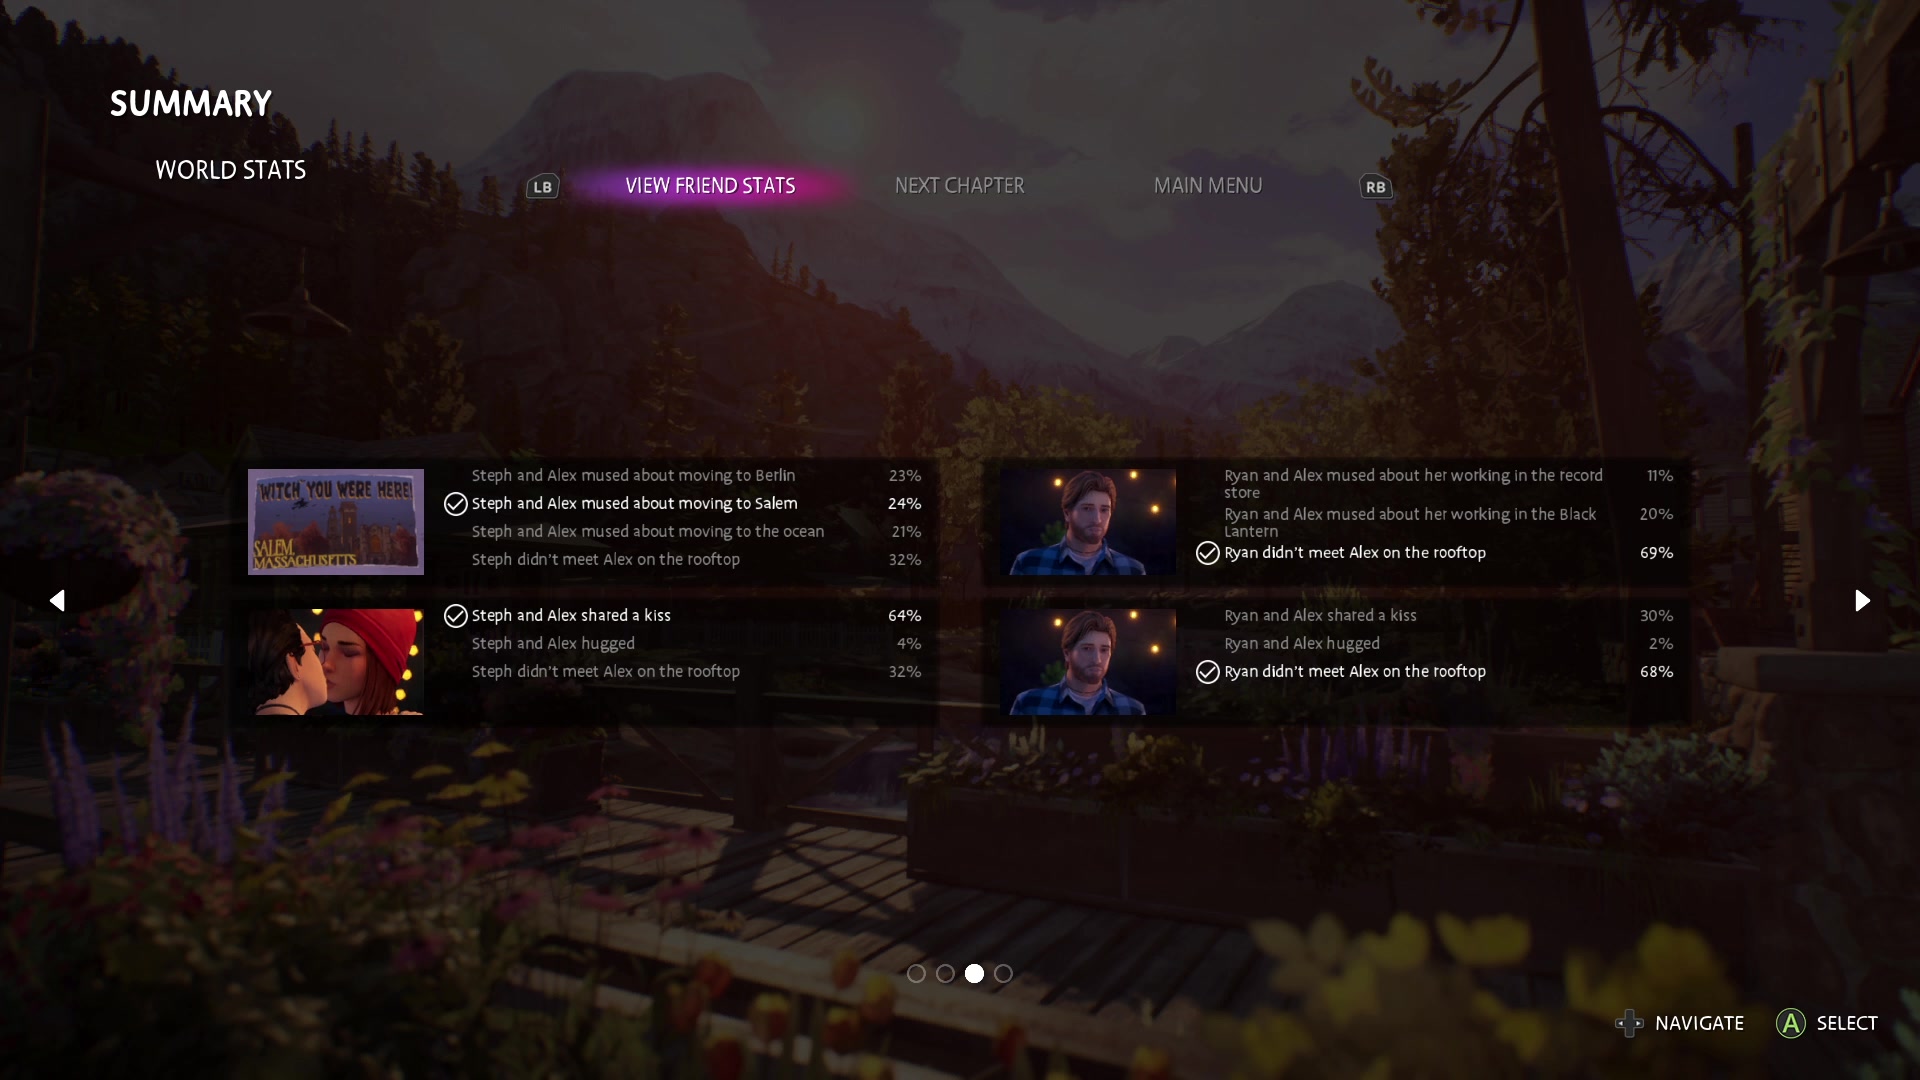 SUMMARY
WORLD STATS
LB
VIEW FRIEND STATS
NEXT CHAPTER
MAIN MENU
RB
WITCH YOU WERE HERE!
SALEM,
MASSACHUSETTS
Steph and Alex mused about moving to Berlin 23%
Steph and Alex mused about moving to Salem 24%
Steph and Alex mused about moving to the ocean 21%
Steph didn't meet Alex on the rooftop 32%
Ryan and Alex mused about her working in the record 11%
store
Ryan and Alex mused about her working in the Black 20%
Lantern
Ryan didn't meet Alex on the rooftop 69%
Steph and Alex shared a kiss 64%
Steph and Alex hugged 4%
Steph didn't meet Alex on the rooftop 32%
Ryan and Alex shared a kiss 30%
Ryan and Alex hugged 2%
Ryan didn't meet Alex on the rooftop 68%
NAVIGATE
A SELECT